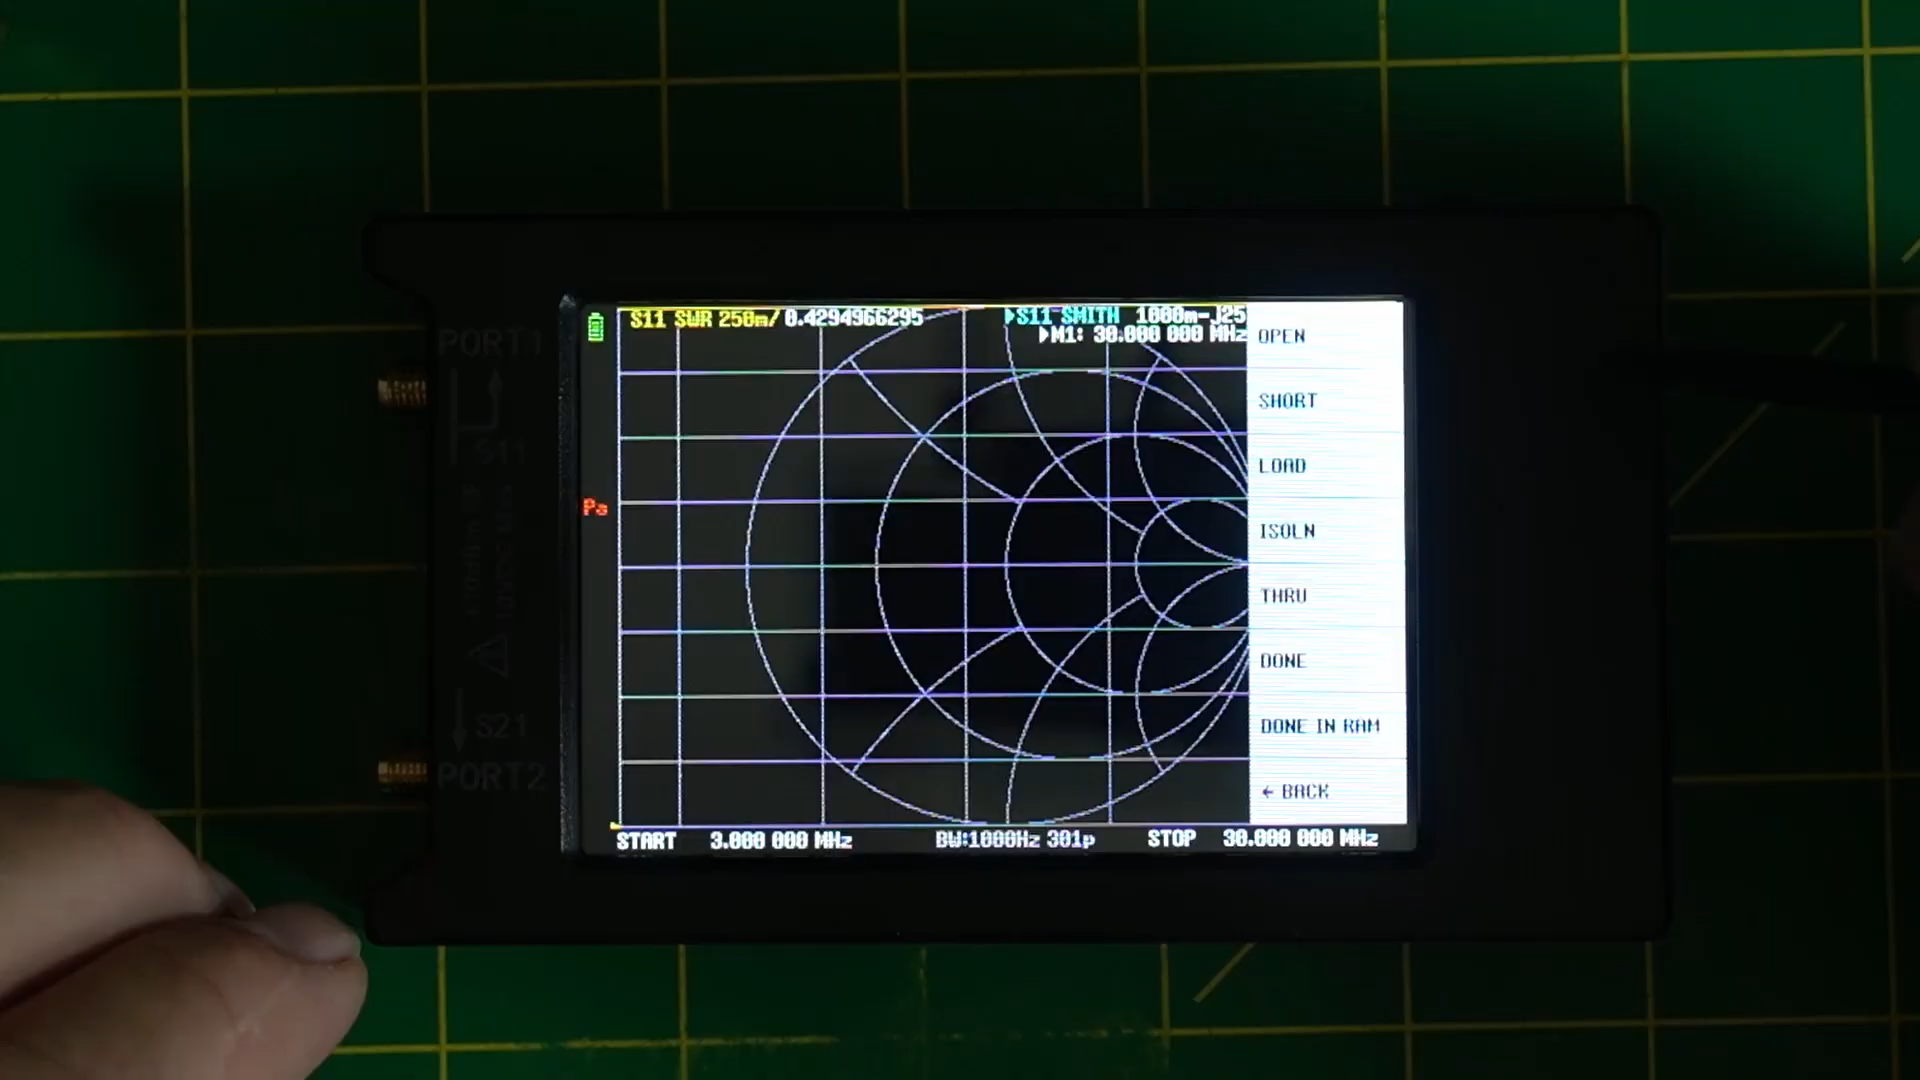 S11 SWR 250m/ 0.4294966295
▶S11 SMITH 1000m-J25
▶M1: 30.000 000 MHz
OPEN
SHORT
LOAD
ISOLN
THRU
DONE
DONE IN RAM
← BACK
START 3.000 000 MHz BW:1000Hz 301p STOP 30.000 000 MHz
PORT1
S11
S21
PORT2